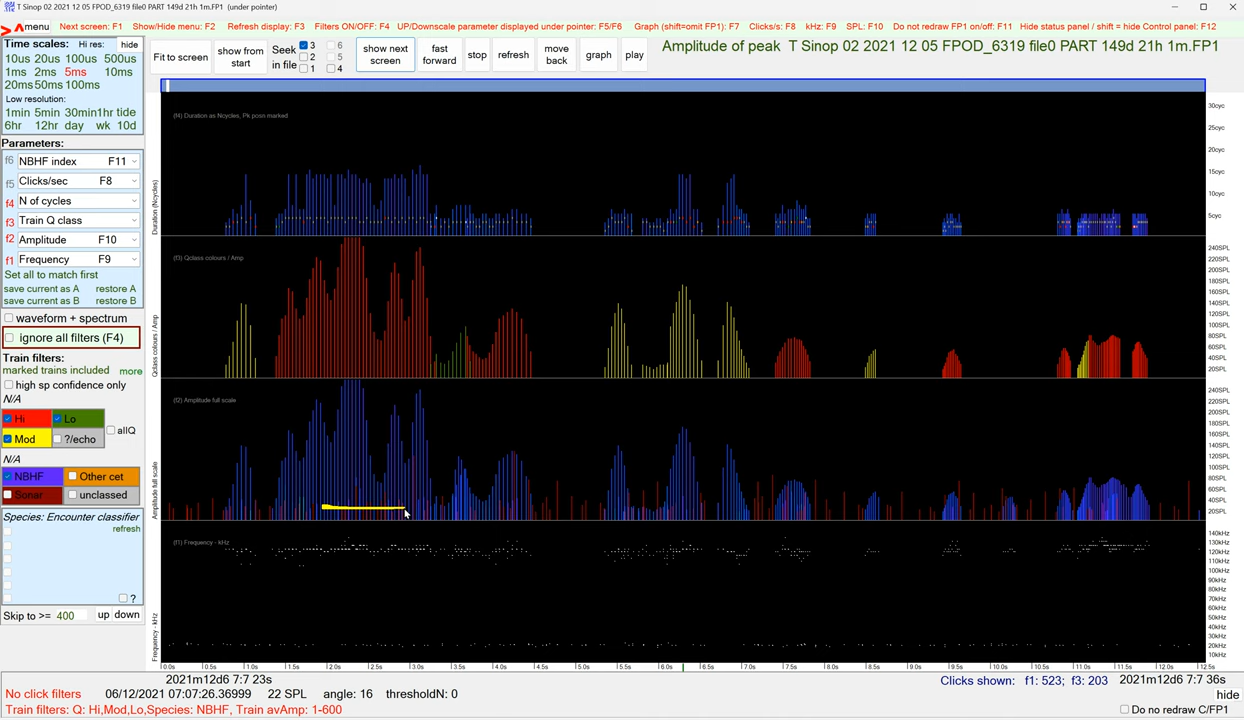 T Sinop 02 2021 12 05 FPOD_6319 file0 PART 149d 21h 1m.FP1 (under pointer)
menu Next screen: F1 Show/Hide menu: F2 Refresh display: F3 Filters ON/OFF: F4 UP/Downscale parameter displayed under pointer: F5/F6 Graph (shift=omit FP1): F7 Clicks/s: F8 kHz: F9 SPL: F10 Do not redraw FP1 on/off: F11 Hide status panel / shift = hide Control panel: F12
Time scales: Hi res: hide
10us 20us 100us 500us
1ms 2ms 5ms 10ms
20ms 50ms 100ms
Low resolution:
1min 5min 30min 1hr tide
6hr 12hr day wk 10d
Fit to screen
show from
start
Seek
in file
3
2
1
6
5
4
show next
screen
fast
forward
stop
refresh
move
back
graph
play
Amplitude of peak T Sinop 02 2021 12 05 FPOD_6319 file0 PART 149d 21h 1m.FP1
Parameters:
f6 NBHF index F11
f5 Clicks/sec F8
f4 N of cycles
f3 Train Q class
f2 Amplitude F10
f1 Frequency F9
Set all to match first
save current as A restore A
save current as B restore B
waveform + spectrum
ignore all filters (F4)
Train filters:
marked trains included more
high sp confidence only
N/A
Hi Lo
Mod ?/echo
allQ
N/A
NBHF Other cet
Sonar unclassed
Species: Encounter classifier
refresh
?
Skip to >= 400 up down
(f4) Duration as Ncycles, Pk posn marked
Duration (Ncycles)
30cyc
25cyc
20cyc
15cyc
10cyc
5cyc
(f3) Qclass colours / Amp
Qclass colours / Amp
240SPL
220SPL
200SPL
180SPL
160SPL
140SPL
120SPL
100SPL
80SPL
60SPL
40SPL
20SPL
(f2) Amplitude full scale
Amplitude full scale
240SPL
220SPL
200SPL
180SPL
160SPL
140SPL
120SPL
100SPL
80SPL
60SPL
40SPL
20SPL
(f1) Frequency - kHz
Frequency - kHz
140kHz
130kHz
120kHz
110kHz
100kHz
90kHz
80kHz
70kHz
60kHz
50kHz
40kHz
30kHz
20kHz
10kHz
0.0s 0.5s 1.0s 1.5s 2.0s 2.5s 3.0s 3.5s 4.0s 4.5s 5.0s 5.5s 6.0s 6.5s 7.0s 7.5s 8.0s 8.5s 9.0s 9.5s 10.0s 10.5s 11.0s 11.5s 12.0s 12.5s
2021m12d6 7:7 23s
Clicks shown: f1: 523; f3: 203 2021m12d6 7:7 36s
No click filters 06/12/2021 07:07:26.36999 22 SPL angle: 16 thresholdN: 0
hide
Train filters: Q: Hi,Mod,Lo,Species: NBHF, Train avAmp: 1-600
Do no redraw C/FP1